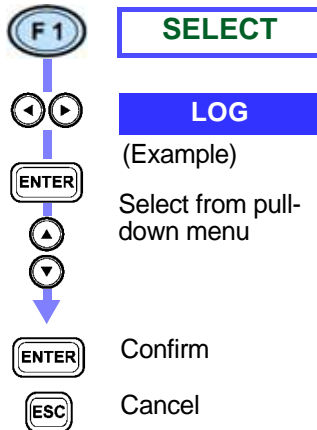 F1 SELECT
LOG
(Example)
ENTER
Select from pull-
down menu
ENTER Confirm
ESC Cancel